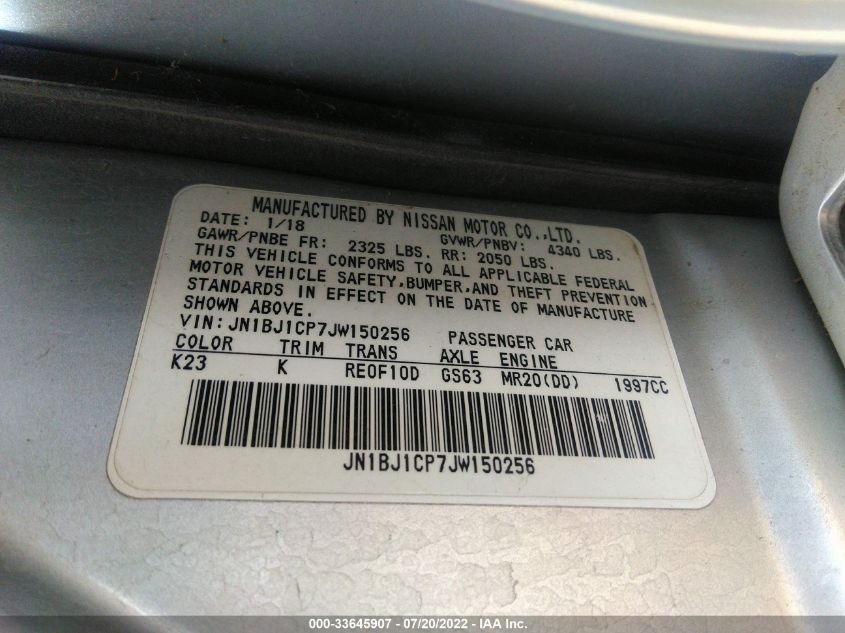 MANUFACTURED BY NISSAN MOTOR CO.,LTD.
DATE: 1/18 GVWR/PNBV: 4340 LBS.
GAWR/PNBE FR: 2325 LBS. RR: 2050 LBS.
THIS VEHICLE CONFORMS TO ALL APPLICABLE FEDERAL
MOTOR VEHICLE SAFETY,BUMPER,AND THEFT PREVENTION
STANDARDS IN EFFECT ON THE DATE OF MANUFACTURE
SHOWN ABOVE.
VIN:JN1BJ1CP7JW150256 PASSENGER CAR
COLOR TRIM TRANS AXLE ENGINE
K23 K RE0F10D GS63 MR20(DD) 1997CC
JN1BJ1CP7JW150256
000-33645907 - 07/20/2022 - IAA Inc.